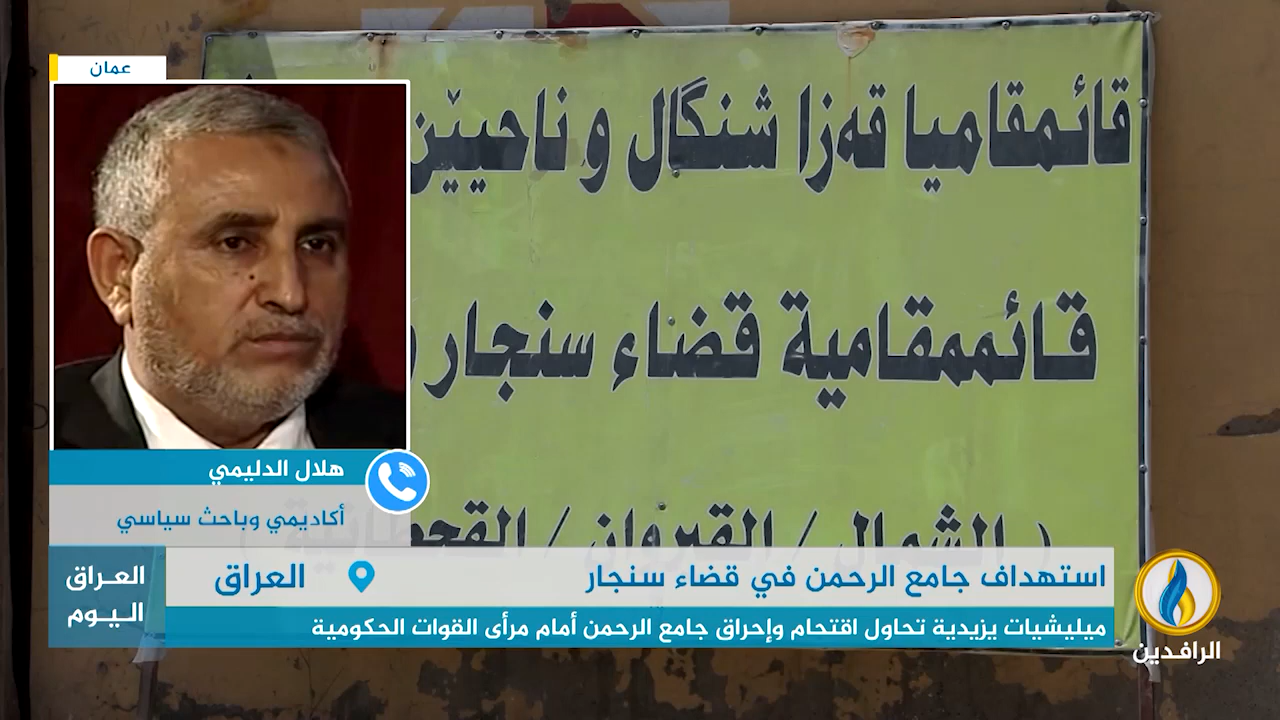 عمان
قائمقاميا قەزا شنگال و ناحيێن
قائممقامية قضاء سنجار
( الشمال / القيروان / القحطانية )
هلال الدليمي
أكاديمي وباحث سياسي
استهداف جامع الرحمن في قضاء سنجار
العراق
العراق
اليوم
ميليشيات يزيدية تحاول اقتحام وإحراق جامع الرحمن أمام مرأى القوات الحكومية
الرافدين